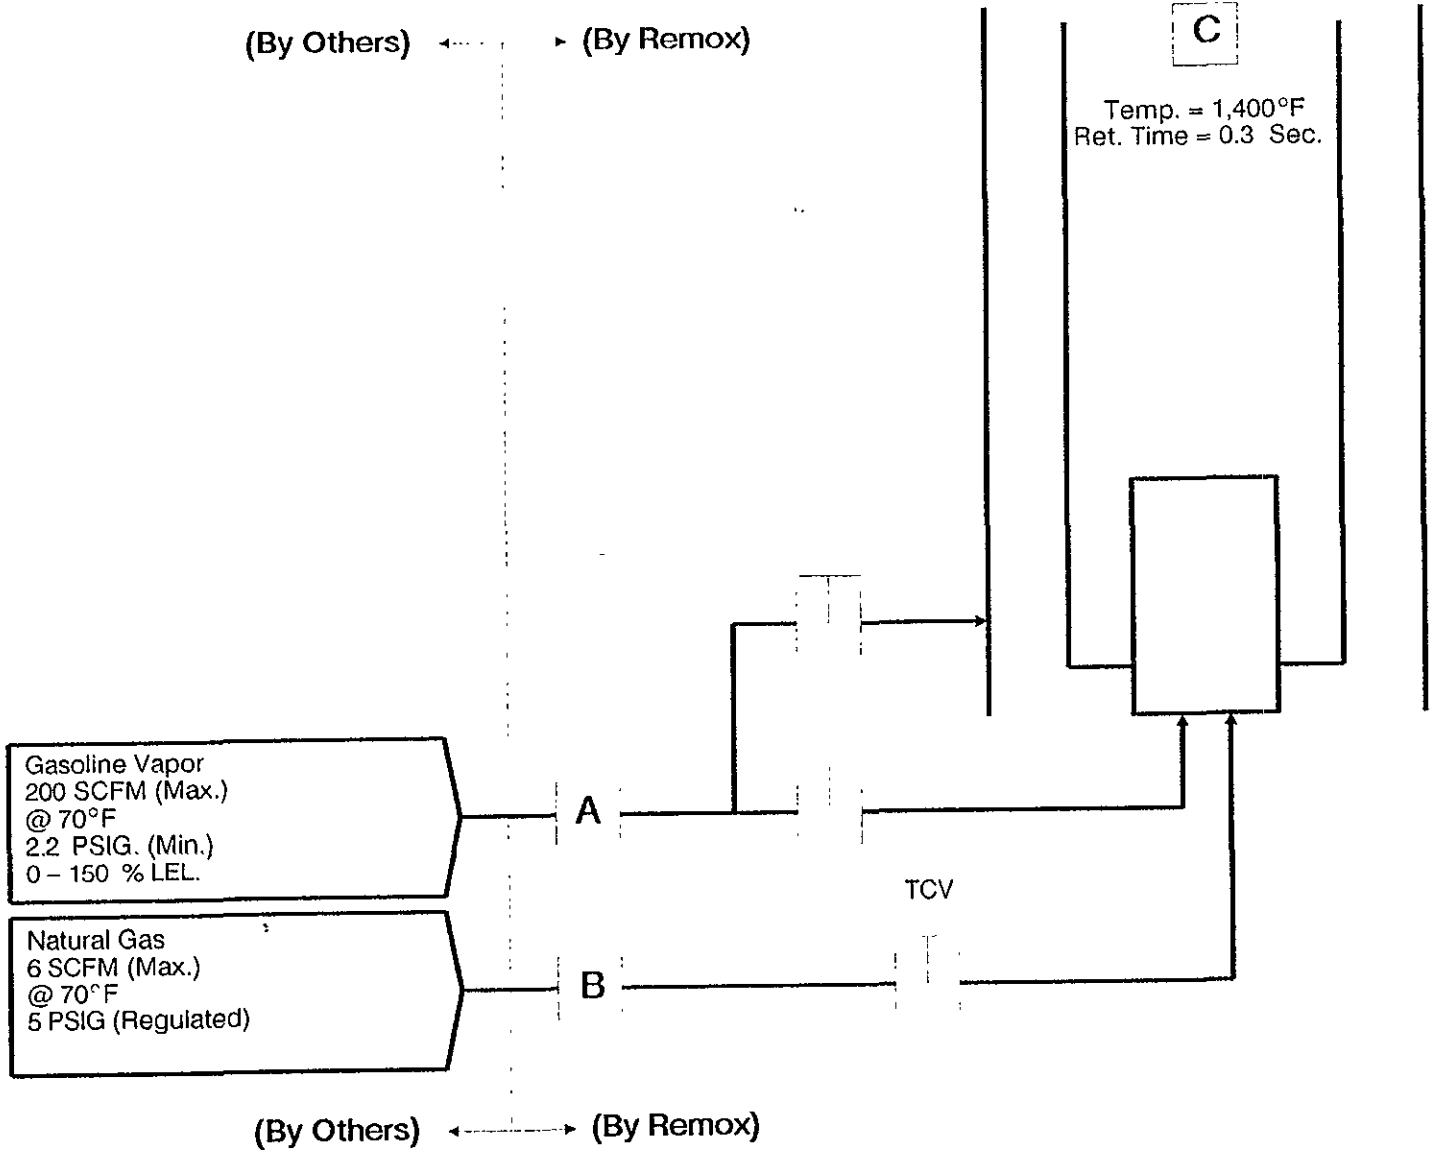 (By Others) (By Remox)
C
Temp. = 1,400°F
Ret. Time = 0.3 Sec.
Gasoline Vapor
200 SCFM (Max.)
@ 70°F
2.2 PSIG. (Min.)
0 – 150 % LEL.
A
TCV
Natural Gas
6 SCFM (Max.)
@ 70°F
5 PSIG (Regulated)
B
(By Others) (By Remox)